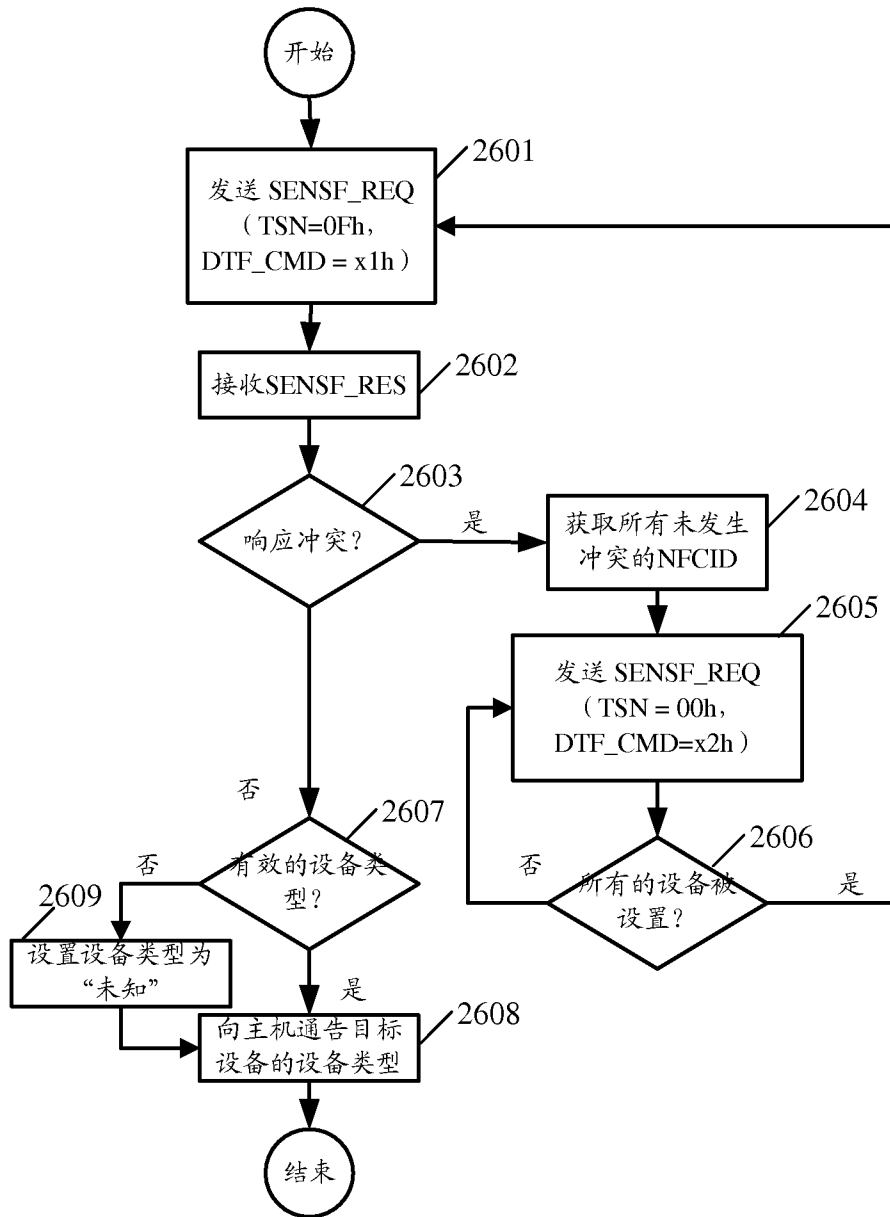 开始
2601
发送 SENSF_REQ
（TSN=0Fh,
DTF_CMD = x1h）
2602
接收SENSF_RES
2603
响应冲突？
是
2604
获取所有未发生
冲突的NFCID
2605
发送 SENSF_REQ
（TSN = 00h,
DTF_CMD=x2h）
否
2607
有效的设备类
型？
否
2606
所有的设备被
设置？
否
是
2609
设置设备类型为
“未知”
是
2608
向主机通告目标
设备的设备类型
结束